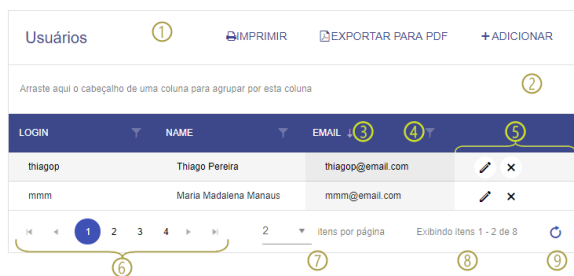 Usuários ① IMPRIMIR EXPORTAR PARA PDF + ADICIONAR
②
Arraste aqui o cabeçalho de uma coluna para agrupar por esta coluna
LOGIN NAME EMAIL ↓ ③ ④ ⑤
thiagop Thiago Pereira thiagop@email.com
mmm Maria Madalena Manaus mmm@email.com
1 2 3 4 2 itens por página Exibindo itens 1 - 2 de 8
⑥ ⑦ ⑧ ⑨